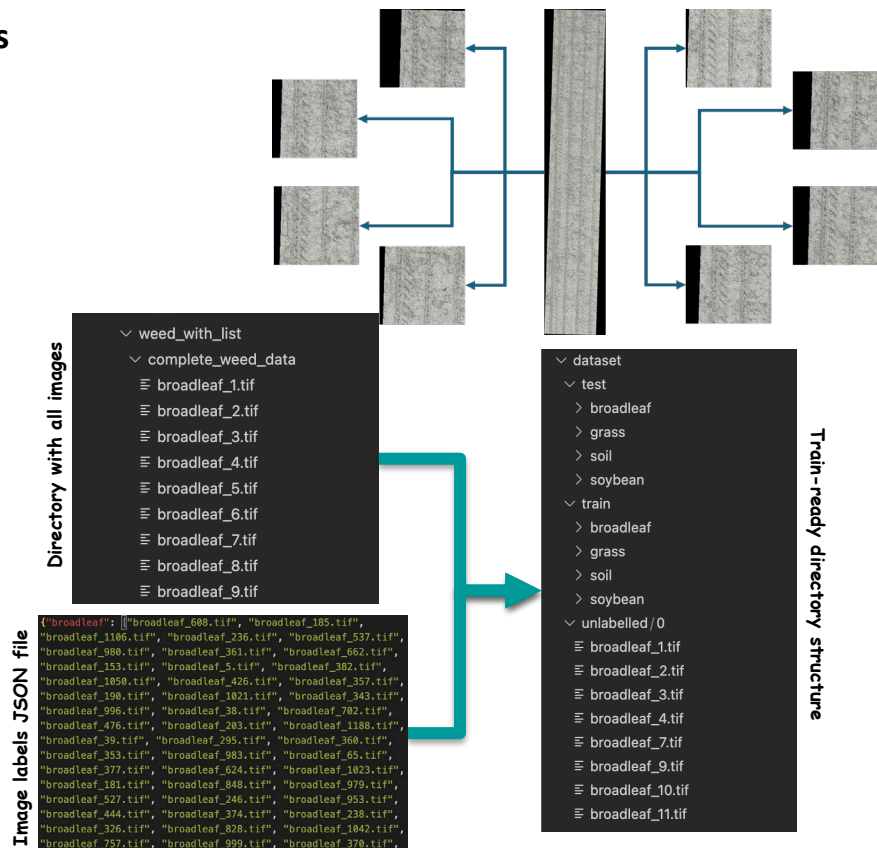 s
Directory with all images
weed_with_list
complete_weed_data
broadleaf_1.tif
broadleaf_2.tif
broadleaf_3.tif
broadleaf_4.tif
broadleaf_5.tif
broadleaf_6.tif
broadleaf_7.tif
broadleaf_8.tif
broadleaf_9.tif
Image labels JSON file
{"broadleaf": ["broadleaf_608.tif", "broadleaf_185.tif",
"broadleaf_1106.tif", "broadleaf_236.tif", "broadleaf_537.tif",
"broadleaf_980.tif", "broadleaf_361.tif", "broadleaf_662.tif",
"broadleaf_153.tif", "broadleaf_5.tif", "broadleaf_382.tif",
"broadleaf_1050.tif", "broadleaf_426.tif", "broadleaf_357.tif",
"broadleaf_190.tif", "broadleaf_1021.tif", "broadleaf_343.tif",
"broadleaf_996.tif", "broadleaf_38.tif", "broadleaf_702.tif",
"broadleaf_476.tif", "broadleaf_203.tif", "broadleaf_1188.tif",
"broadleaf_39.tif", "broadleaf_295.tif", "broadleaf_360.tif",
"broadleaf_353.tif", "broadleaf_983.tif", "broadleaf_65.tif",
"broadleaf_377.tif", "broadleaf_624.tif", "broadleaf_1023.tif",
"broadleaf_181.tif", "broadleaf_848.tif", "broadleaf_979.tif",
"broadleaf_527.tif", "broadleaf_246.tif", "broadleaf_953.tif",
"broadleaf_444.tif", "broadleaf_374.tif", "broadleaf_238.tif",
"broadleaf_326.tif", "broadleaf_828.tif", "broadleaf_1042.tif",
"broadleaf_757.tif", "broadleaf_999.tif", "broadleaf_370.tif",
dataset
test
broadleaf
grass
soil
soybean
train
broadleaf
grass
soil
soybean
unlabelled/0
broadleaf_1.tif
broadleaf_2.tif
broadleaf_3.tif
broadleaf_4.tif
broadleaf_7.tif
broadleaf_9.tif
broadleaf_10.tif
broadleaf_11.tif
Train-ready directory structure